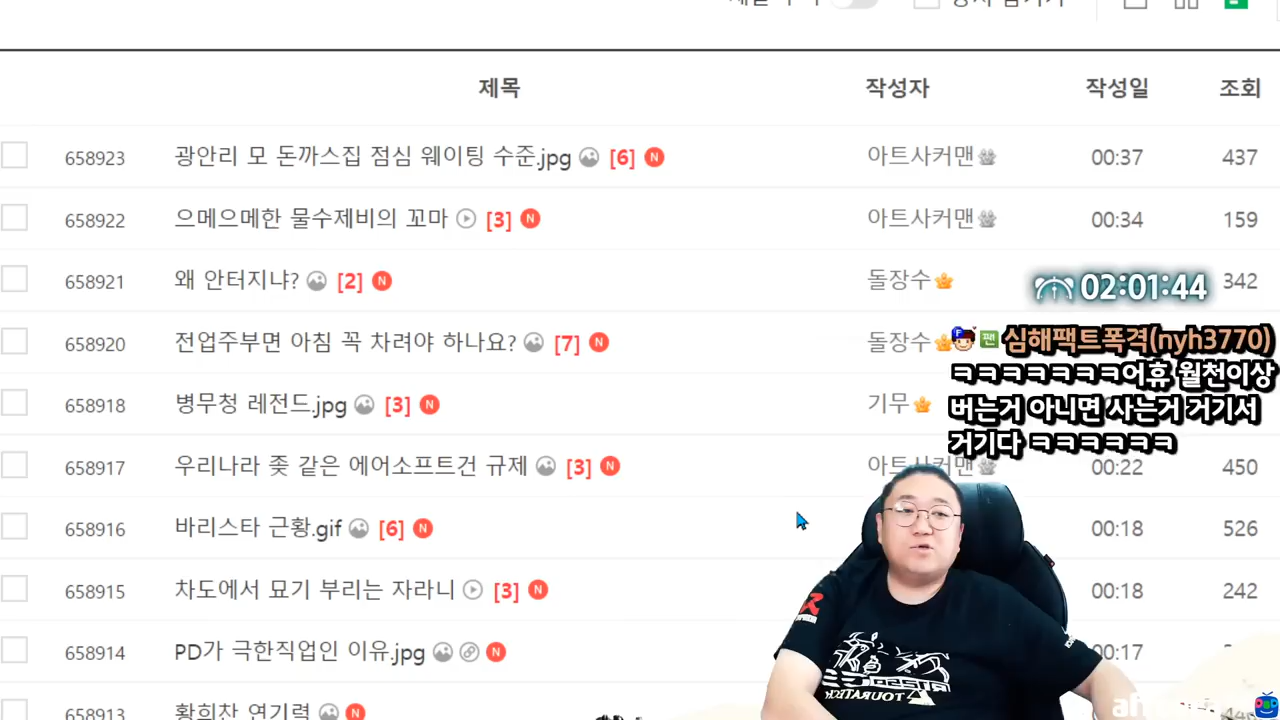 제목 작성자 작성일 조회
658923 광안리 모 돈까스집 점심 웨이팅 수준.jpg [6] N 아트사커맨 00:37 437
658922 으메으메한 물수제비의 꼬마 [3] N 아트사커맨 00:34 159
658921 왜 안터지냐? [2] N 돌장수 342
02:01:44
658920 전업주부면 아침 꼭 차려야 하나요? [7] N 돌장수
F 팬 심해팩트폭격(nyh3770)
ㅋㅋㅋㅋㅋㅋㅋ어휴 월천이상
버는거 아니면 사는거 거기서
거기다 ㅋㅋㅋㅋㅋㅋ
658918 병무청 레전드.jpg [3] N 기무
658917 우리나라 좆 같은 에어소프트건 규제 [3] N 아트사커맨 00:22 450
658916 바리스타 근황.gif [6] N 00:18 526
658915 차도에서 묘기 부리는 자라니 [3] N 00:18 242
658914 PD가 극한직업인 이유.jpg N 00:17
658913 황희찬 연기력 N
TOURATECH